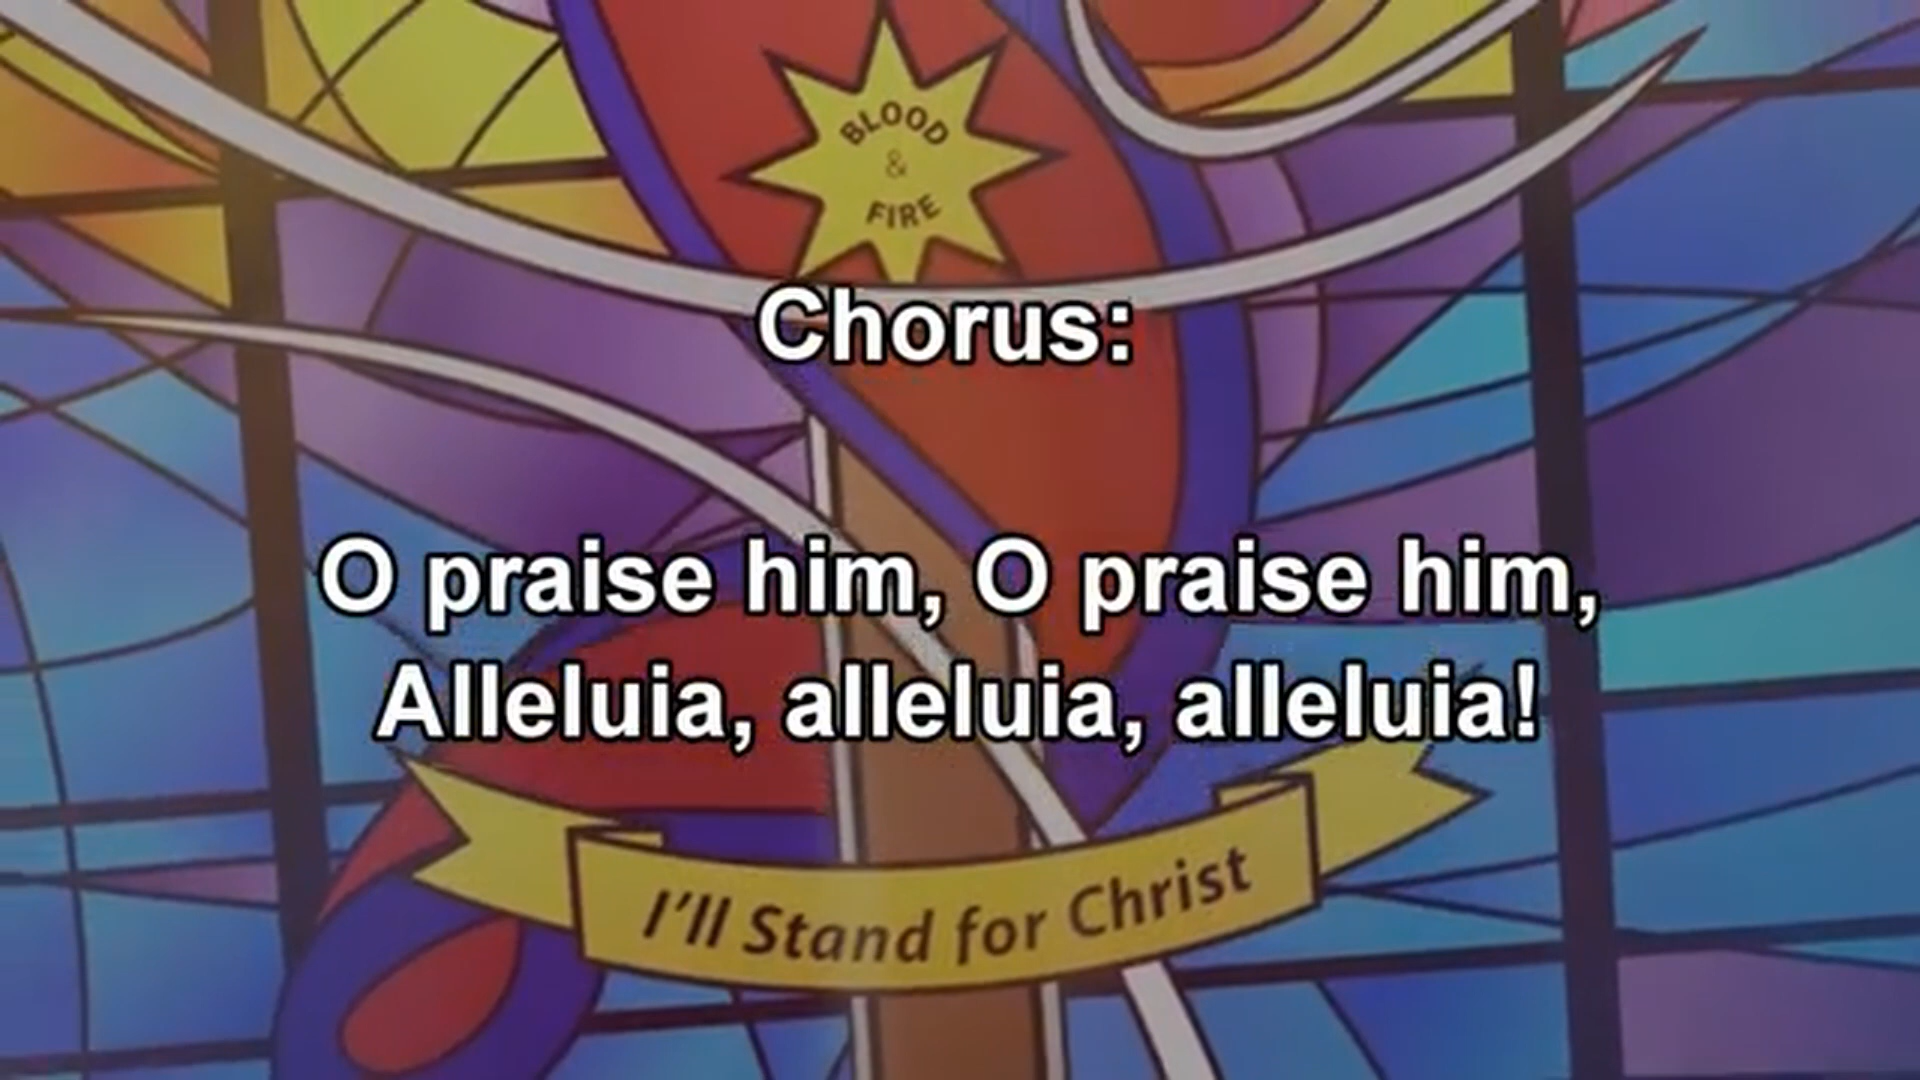 BLOOD
&
FIRE
Chorus:
O praise him, O praise him,
Alleluia, alleluia, alleluia!
I'll Stand for Christ